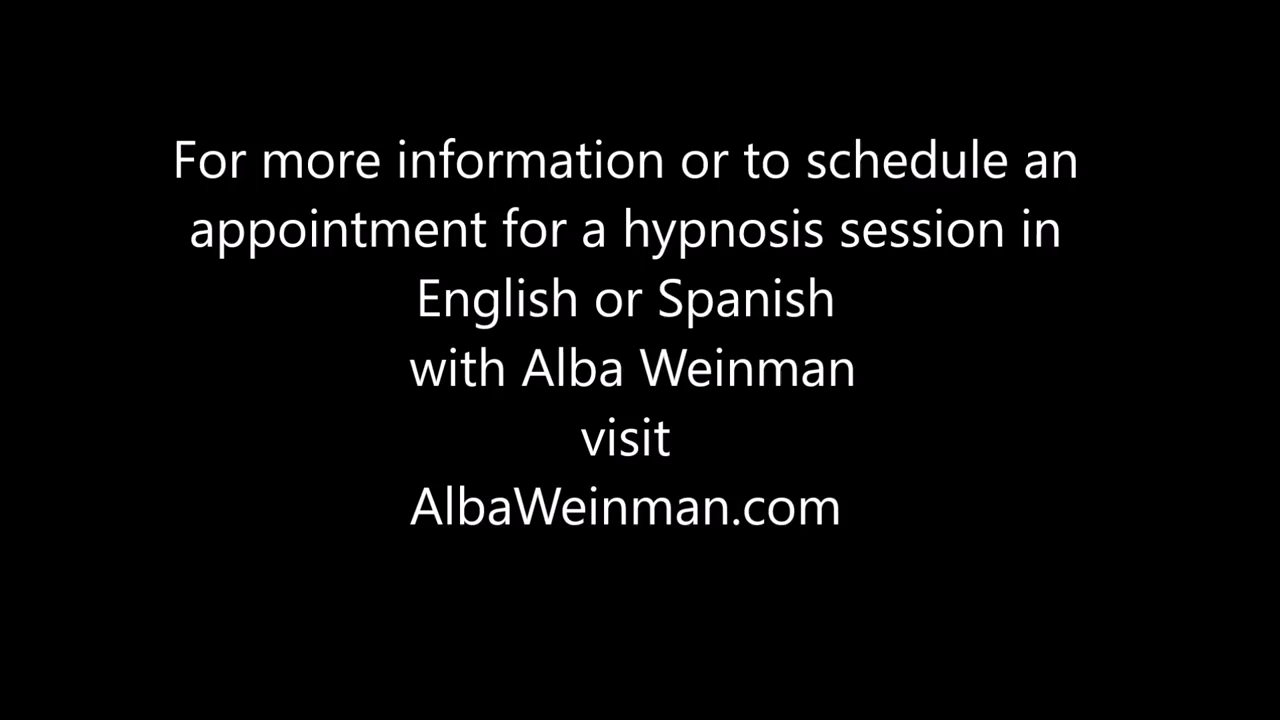 For more information or to schedule an
appointment for a hypnosis session in
English or Spanish
with Alba Weinman
visit
AlbaWeinman.com